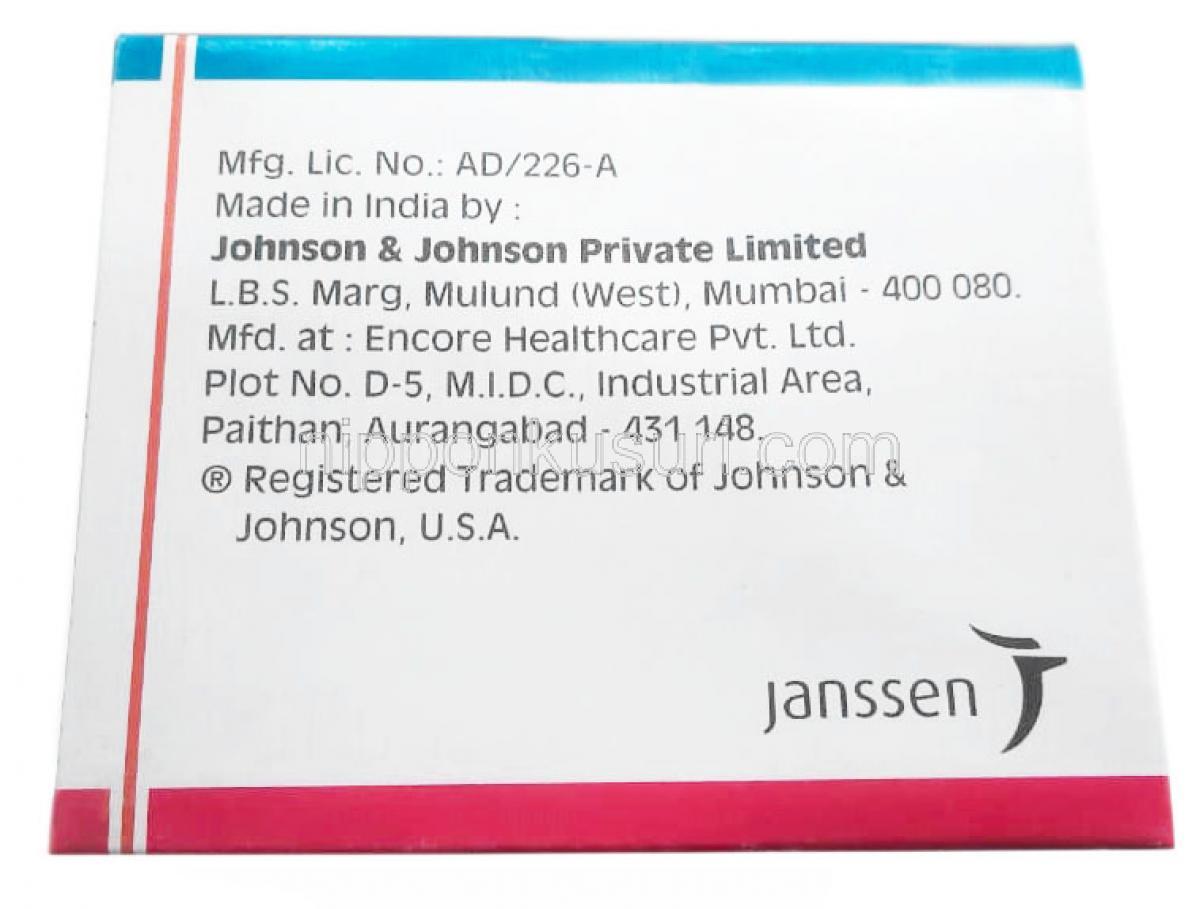 Mfg. Lic. No.: AD/226-A
Made in India by :
Johnson & Johnson Private Limited
L.B.S. Marg, Mulund (West), Mumbai - 400 080.
Mfd. at : Encore Healthcare Pvt. Ltd.
Plot No. D-5, M.I.D.C., Industrial Area,
Paithan, Aurangabad - 431 148.
nipponkusuri.com
® Registered Trademark of Johnson &
Johnson, U.S.A.
janssen